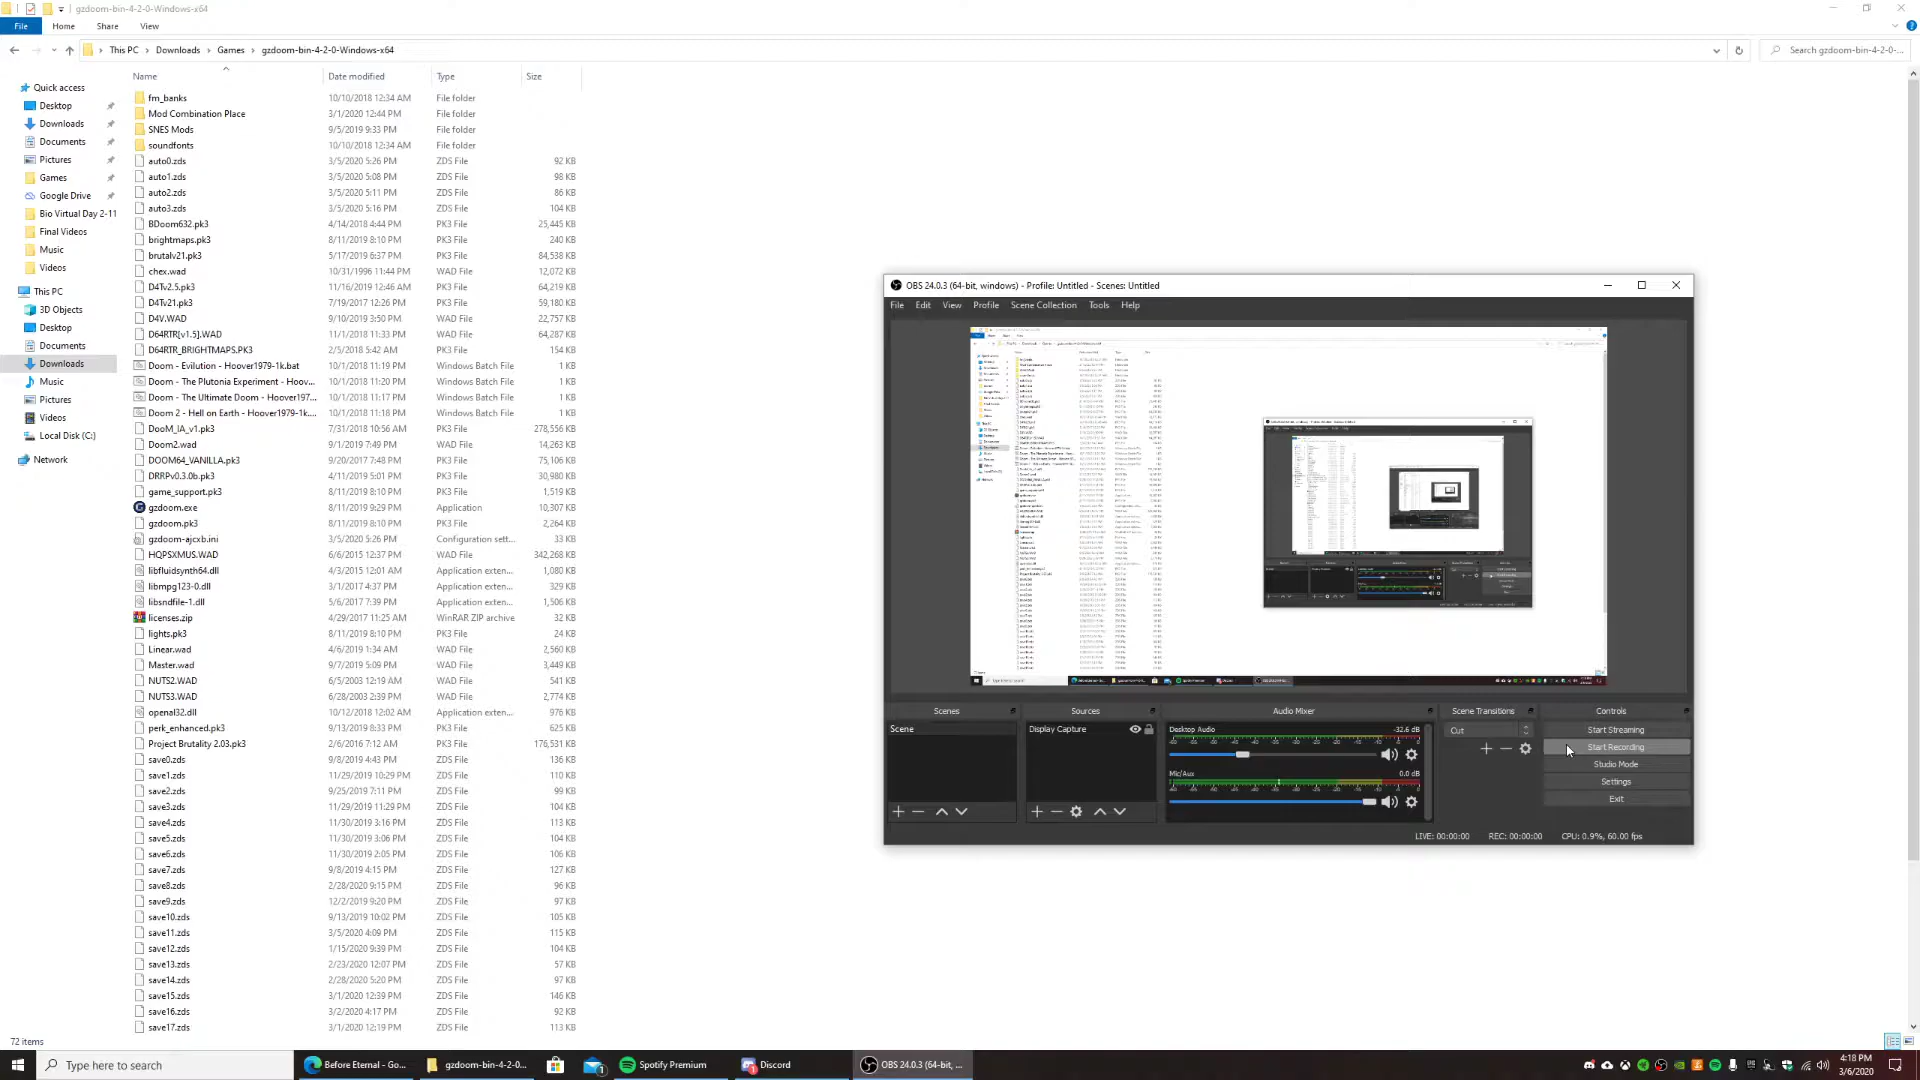 gzdoom-bin-4-2-0-Windows-x64
File Home Share View
This PC Downloads Games gzdoom-bin-4-2-0-Windows-x64
Search gzdoom-bin-4-2-0-...
Name Date modified Type Size
Quick access
Desktop
Downloads
Documents
Pictures
Games
Google Drive
Bio Virtual Day 2-11
Final Videos
Music
Videos
This PC
3D Objects
Desktop
Documents
Downloads
Music
Pictures
Videos
Local Disk (C:)
Network
fm_banks 10/10/2018 12:34 AM File folder
Mod Combination Place 3/1/2020 12:44 PM File folder
SNES Mods 9/5/2019 9:33 PM File folder
soundfonts 10/10/2018 12:34 AM File folder
auto0.zds 3/5/2020 5:26 PM ZDS File 92 KB
auto1.zds 3/5/2020 5:08 PM ZDS File 98 KB
auto2.zds 3/5/2020 5:11 PM ZDS File 86 KB
auto3.zds 3/5/2020 5:16 PM ZDS File 104 KB
BDoom632.pk3 4/14/2018 4:44 PM PK3 File 25,445 KB
brightmaps.pk3 8/11/2019 8:10 PM PK3 File 240 KB
brutalv21.pk3 5/17/2019 6:37 PM PK3 File 84,538 KB
chex.wad 10/31/1996 11:44 PM WAD File 12,072 KB
D4Tv2.5.pk3 11/16/2019 12:46 AM PK3 File 64,219 KB
D4Tv21.pk3 7/19/2017 12:26 PM PK3 File 59,180 KB
D4V.WAD 9/10/2019 3:50 PM WAD File 22,757 KB
D64RTR[v1.5].WAD 11/1/2018 11:33 PM WAD File 64,287 KB
D64RTR_BRIGHTMAPS.PK3 2/5/2018 5:42 AM PK3 File 154 KB
Doom - Evilution - Hoover1979-1k.bat 10/1/2018 11:19 PM Windows Batch File 1 KB
Doom - The Plutonia Experiment - Hoov... 10/1/2018 11:20 PM Windows Batch File 1 KB
Doom - The Ultimate Doom - Hoover197... 10/1/2018 11:17 PM Windows Batch File 1 KB
Doom 2 - Hell on Earth - Hoover1979-1k.... 10/1/2018 11:18 PM Windows Batch File 1 KB
DooM_IA_v1.pk3 7/31/2018 10:56 AM PK3 File 278,556 KB
Doom2.wad 9/1/2019 7:49 PM WAD File 14,263 KB
DOOM64_VANILLA.pk3 9/20/2017 7:48 PM PK3 File 75,106 KB
DRRPv0.3.0b.pk3 4/11/2019 5:01 PM PK3 File 30,980 KB
game_support.pk3 8/11/2019 8:10 PM PK3 File 1,519 KB
gzdoom.exe 8/11/2019 9:29 PM Application 10,307 KB
gzdoom.pk3 8/11/2019 8:10 PM PK3 File 2,264 KB
gzdoom-ajcxb.ini 3/5/2020 5:26 PM Configuration sett... 33 KB
HQPSXMUS.WAD 6/6/2015 12:37 PM WAD File 342,268 KB
libfluidsynth64.dll 4/3/2015 12:01 AM Application exten... 1,080 KB
libmpg123-0.dll 3/1/2017 4:37 PM Application exten... 338 KB
libsndfile-1.dll 5/6/2017 7:39 PM Application exten... 1,506 KB
licenses.zip 4/29/2017 11:25 AM WinRAR ZIP archive 32 KB
lights.pk3 8/11/2019 8:10 PM PK3 File 24 KB
Linear.wad 4/6/2019 1:34 AM WAD File 2,560 KB
Master.wad 9/7/2019 5:09 PM WAD File 3,449 KB
NUTS2.WAD 6/5/2003 12:19 AM WAD File 541 KB
NUTS3.WAD 6/28/2003 2:39 PM WAD File 2,774 KB
openal32.dll 10/12/2018 12:02 AM Application exten... 976 KB
perk_enhanced.pk3 9/13/2019 8:33 PM PK3 File 625 KB
Project Brutality 2.03.pk3 2/6/2016 7:12 AM PK3 File 176,531 KB
save0.zds 9/8/2019 4:43 PM ZDS File 136 KB
save1.zds 11/29/2019 10:29 PM ZDS File 110 KB
save2.zds 9/25/2019 7:11 PM ZDS File 99 KB
save3.zds 11/29/2019 11:29 PM ZDS File 104 KB
save4.zds 11/30/2019 3:16 PM ZDS File 113 KB
save5.zds 11/30/2019 3:06 PM ZDS File 104 KB
save6.zds 11/30/2019 2:05 PM ZDS File 106 KB
save7.zds 9/8/2019 4:15 PM ZDS File 127 KB
save8.zds 2/28/2020 9:15 PM ZDS File 96 KB
save9.zds 12/2/2019 9:20 PM ZDS File 97 KB
save10.zds 9/13/2019 10:02 PM ZDS File 105 KB
save11.zds 3/5/2020 4:09 PM ZDS File 115 KB
save12.zds 1/15/2020 9:39 PM ZDS File 104 KB
save13.zds 2/23/2020 12:07 PM ZDS File 57 KB
save14.zds 2/28/2020 5:20 PM ZDS File 97 KB
save15.zds 3/1/2020 12:39 PM ZDS File 146 KB
save16.zds 3/2/2020 4:17 PM ZDS File 92 KB
save17.zds 3/1/2020 12:19 PM ZDS File 113 KB
72 items
OBS 24.0.3 (64-bit, windows) - Profile: Untitled - Scenes: Untitled
File Edit View Profile Scene Collection Tools Help
Scenes Sources Audio Mixer Scene Transitions Controls
Scene
Display Capture
Desktop Audio -32.6 dB
Mic/Aux 0.0 dB
Cut
Start Streaming
Start Recording
Studio Mode
Settings
Exit
LIVE: 00:00:00 REC: 00:00:00 CPU: 0.9%, 60.00 fps
Type here to search
Before Eternal - Go...
gzdoom-bin-4-2-0...
Spotify Premium
Discord
OBS 24.0.3 (64-bit, ...
4:18 PM
3/6/2020